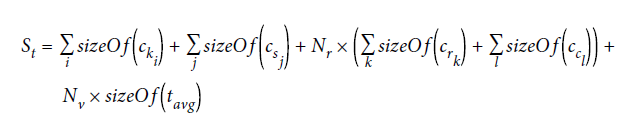 S_t = ∑_i sizeOf(c_{k_i}) + ∑_j sizeOf(c_{s_j}) + N_r × (∑_k sizeOf(c_{r_k}) + ∑_l sizeOf(c_{c_l})) +
N_v × sizeOf(t_{avg})